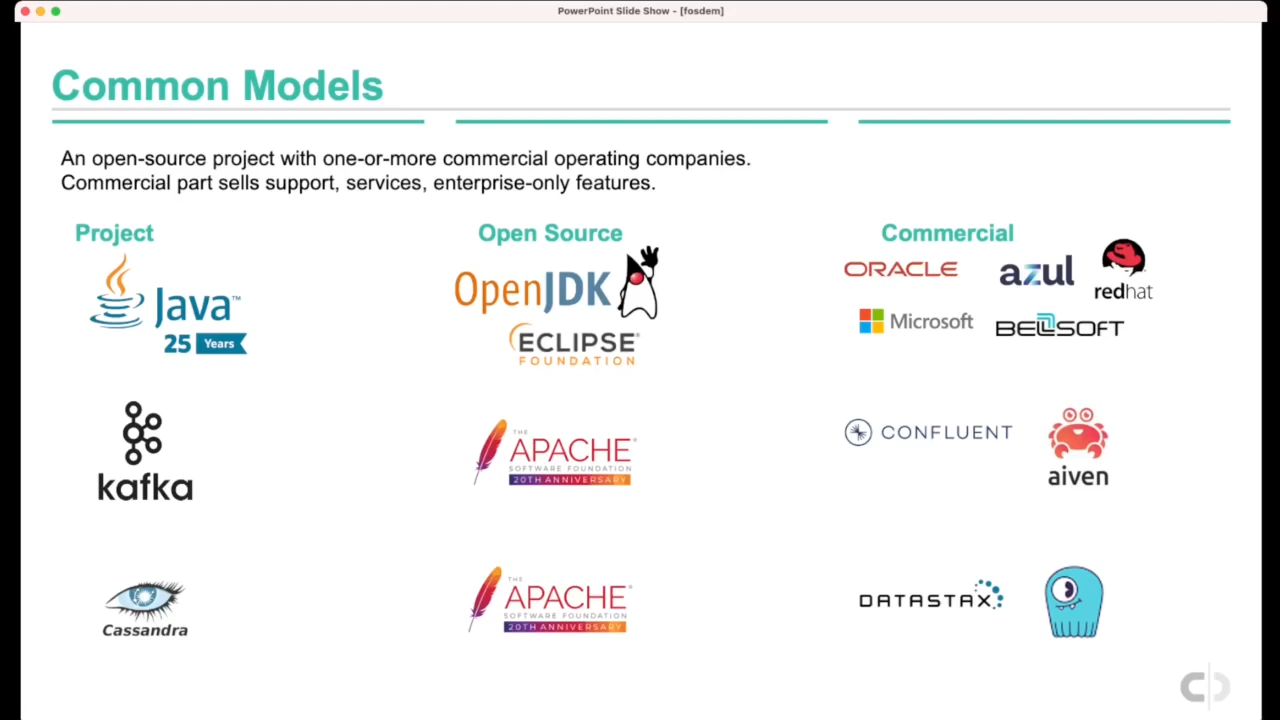 PowerPoint Slide Show - [fosdem]
Common Models
An open-source project with one-or-more commercial operating companies.
Commercial part sells support, services, enterprise-only features.
Project
Open Source
Commercial
Java™
25 Years
OpenJDK
ECLIPSE®
FOUNDATION
ORACLE
azul
redhat
Microsoft
BELLSOFT
kafka
THE
APACHE®
SOFTWARE FOUNDATION
20TH ANNIVERSARY
CONFLUENT
aiven
Cassandra
THE
APACHE®
SOFTWARE FOUNDATION
20TH ANNIVERSARY
DATASTAX